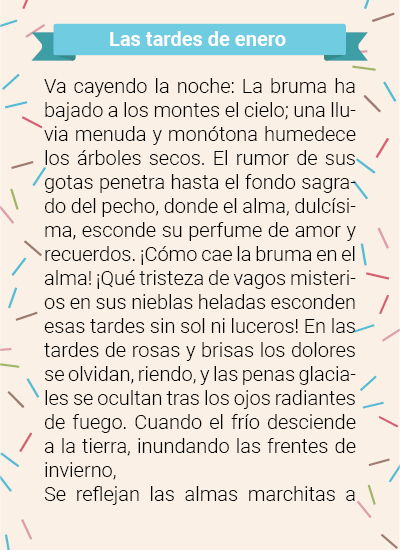 Las tardes de enero
Va cayendo la noche: La bruma ha
bajado a los montes el cielo; una llu-
via menuda y monótona humedece
los árboles secos. El rumor de sus
gotas penetra hasta el fondo sagra-
do del pecho, donde el alma, dulcísi-
ma, esconde su perfume de amor y
recuerdos. ¡Cómo cae la bruma en el
alma! ¡Qué tristeza de vagos misteri-
os en sus nieblas heladas esconden
esas tardes sin sol ni luceros! En las
tardes de rosas y brisas los dolores
se olvidan, riendo, y las penas glacia-
les se ocultan tras los ojos radiantes
de fuego. Cuando el frío desciende
a la tierra, inundando las frentes de
invierno,
Se reflejan las almas marchitas a